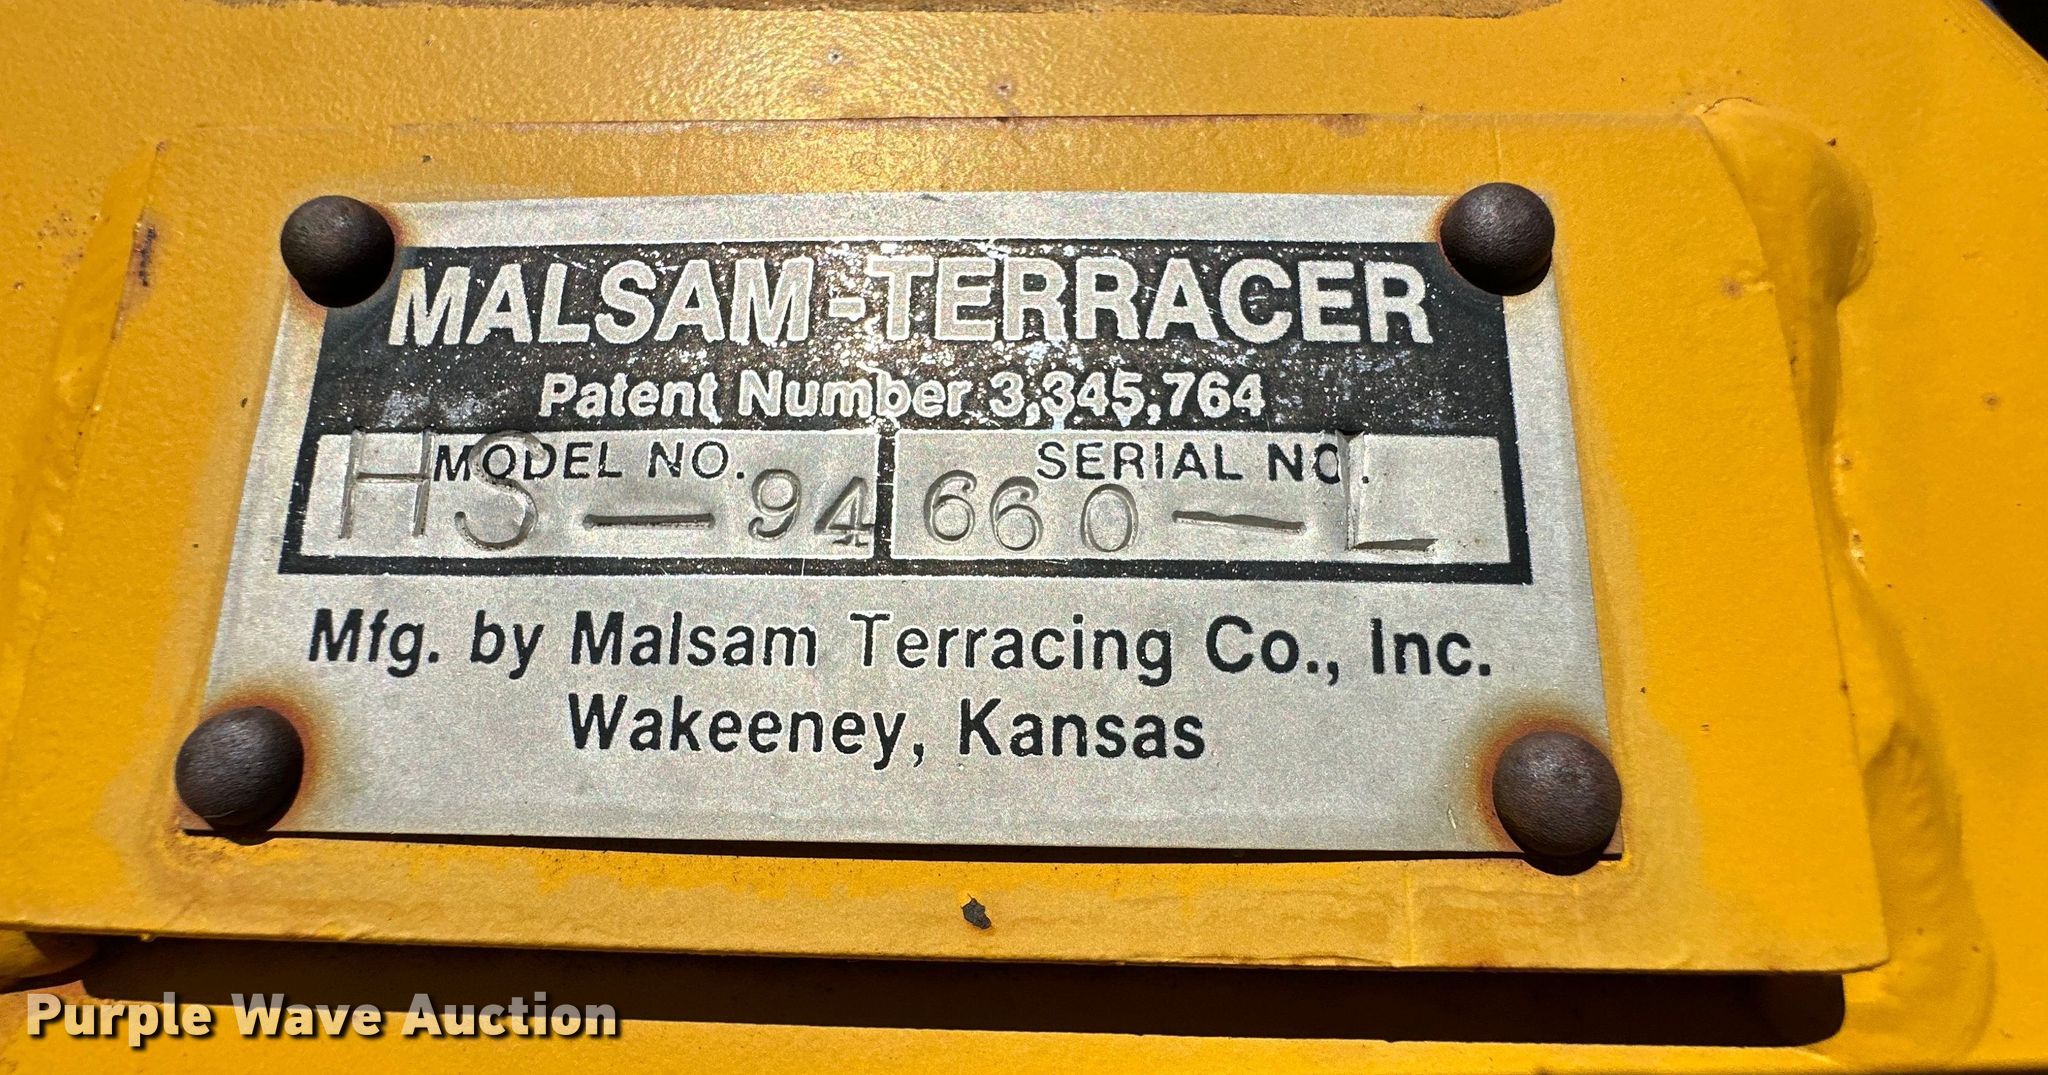 MALSAM-TERRACER
Patent Number 3,345,764
MODEL NO. SERIAL NO.
HS-94 660-L
Mfg. by Malsam Terracing Co., Inc.
Wakeeney, Kansas
Purple Wave Auction